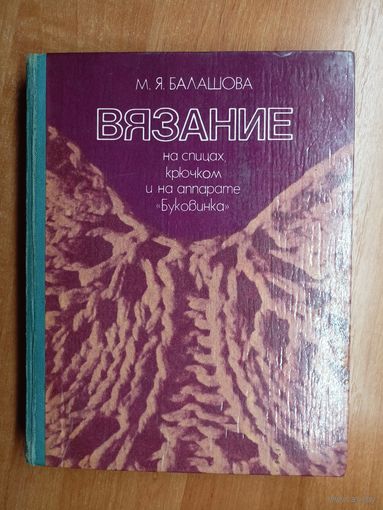 М. Я. БАЛАШОВА
ВЯЗАНИЕ
на спицах,
крючком
и на аппарате
«Буковинка»